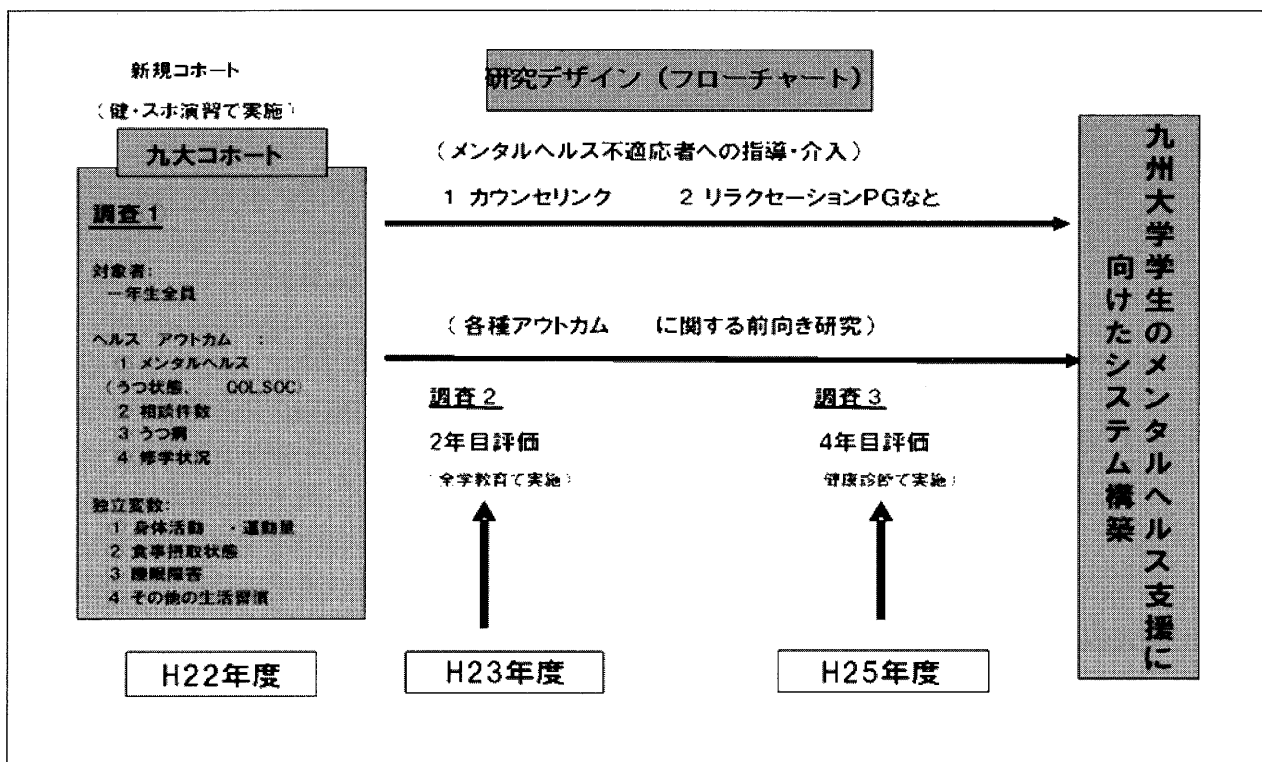 新規コホート
（健・スポ演習で実施）
九大コホート
調査1
対象者:
一年生全員
ヘルス アウトカム :
1 メンタルヘルス
(うつ状態、 QOL,SOC)
2 相談件数
3 うつ病
4 修学状況
独立変数:
1 身体活動 ・運動量
2 食事摂取状態
3 睡眠障害
4 その他の生活習慣
H22年度
研究デザイン（フローチャート）
（メンタルヘルス不適応者への指導・介入）
1 カウンセリンク 2 リラクセーションPGなと
（各種アウトカム に関する前向き研究）
調査2
2年目評価
（全学教育て実施）
H23年度
調査3
4年目評価
健康診断て実施）
H25年度
九州大学学生のメンタルヘルス支援に
向けたシステム構築